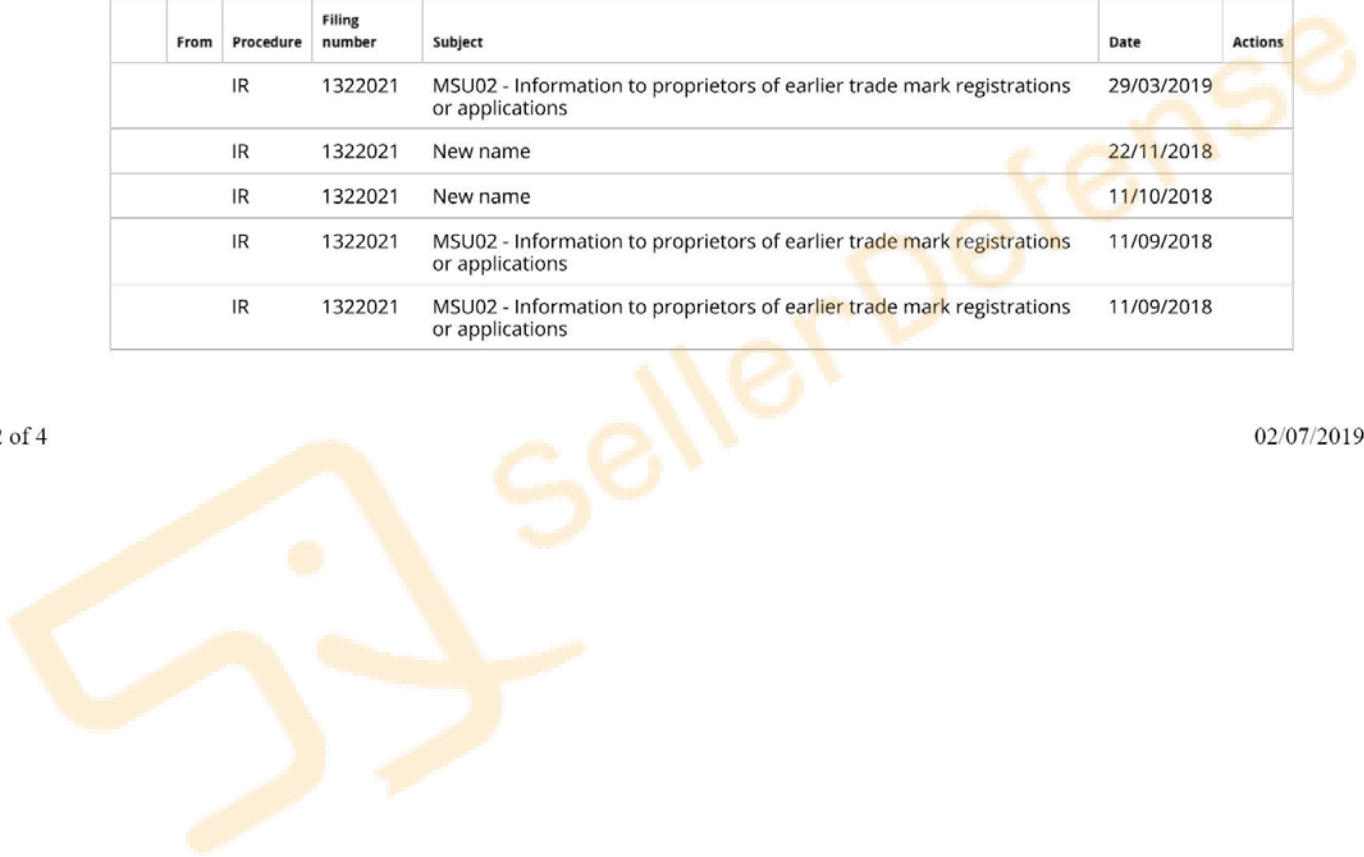 From Procedure Filing number Subject Date Actions
IR 1322021 MSU02 - Information to proprietors of earlier trade mark registrations or applications 29/03/2019
IR 1322021 New name 22/11/2018
IR 1322021 New name 11/10/2018
IR 1322021 MSU02 - Information to proprietors of earlier trade mark registrations or applications 11/09/2018
IR 1322021 MSU02 - Information to proprietors of earlier trade mark registrations or applications 11/09/2018
2 of 4 02/07/2019
SellerDefense